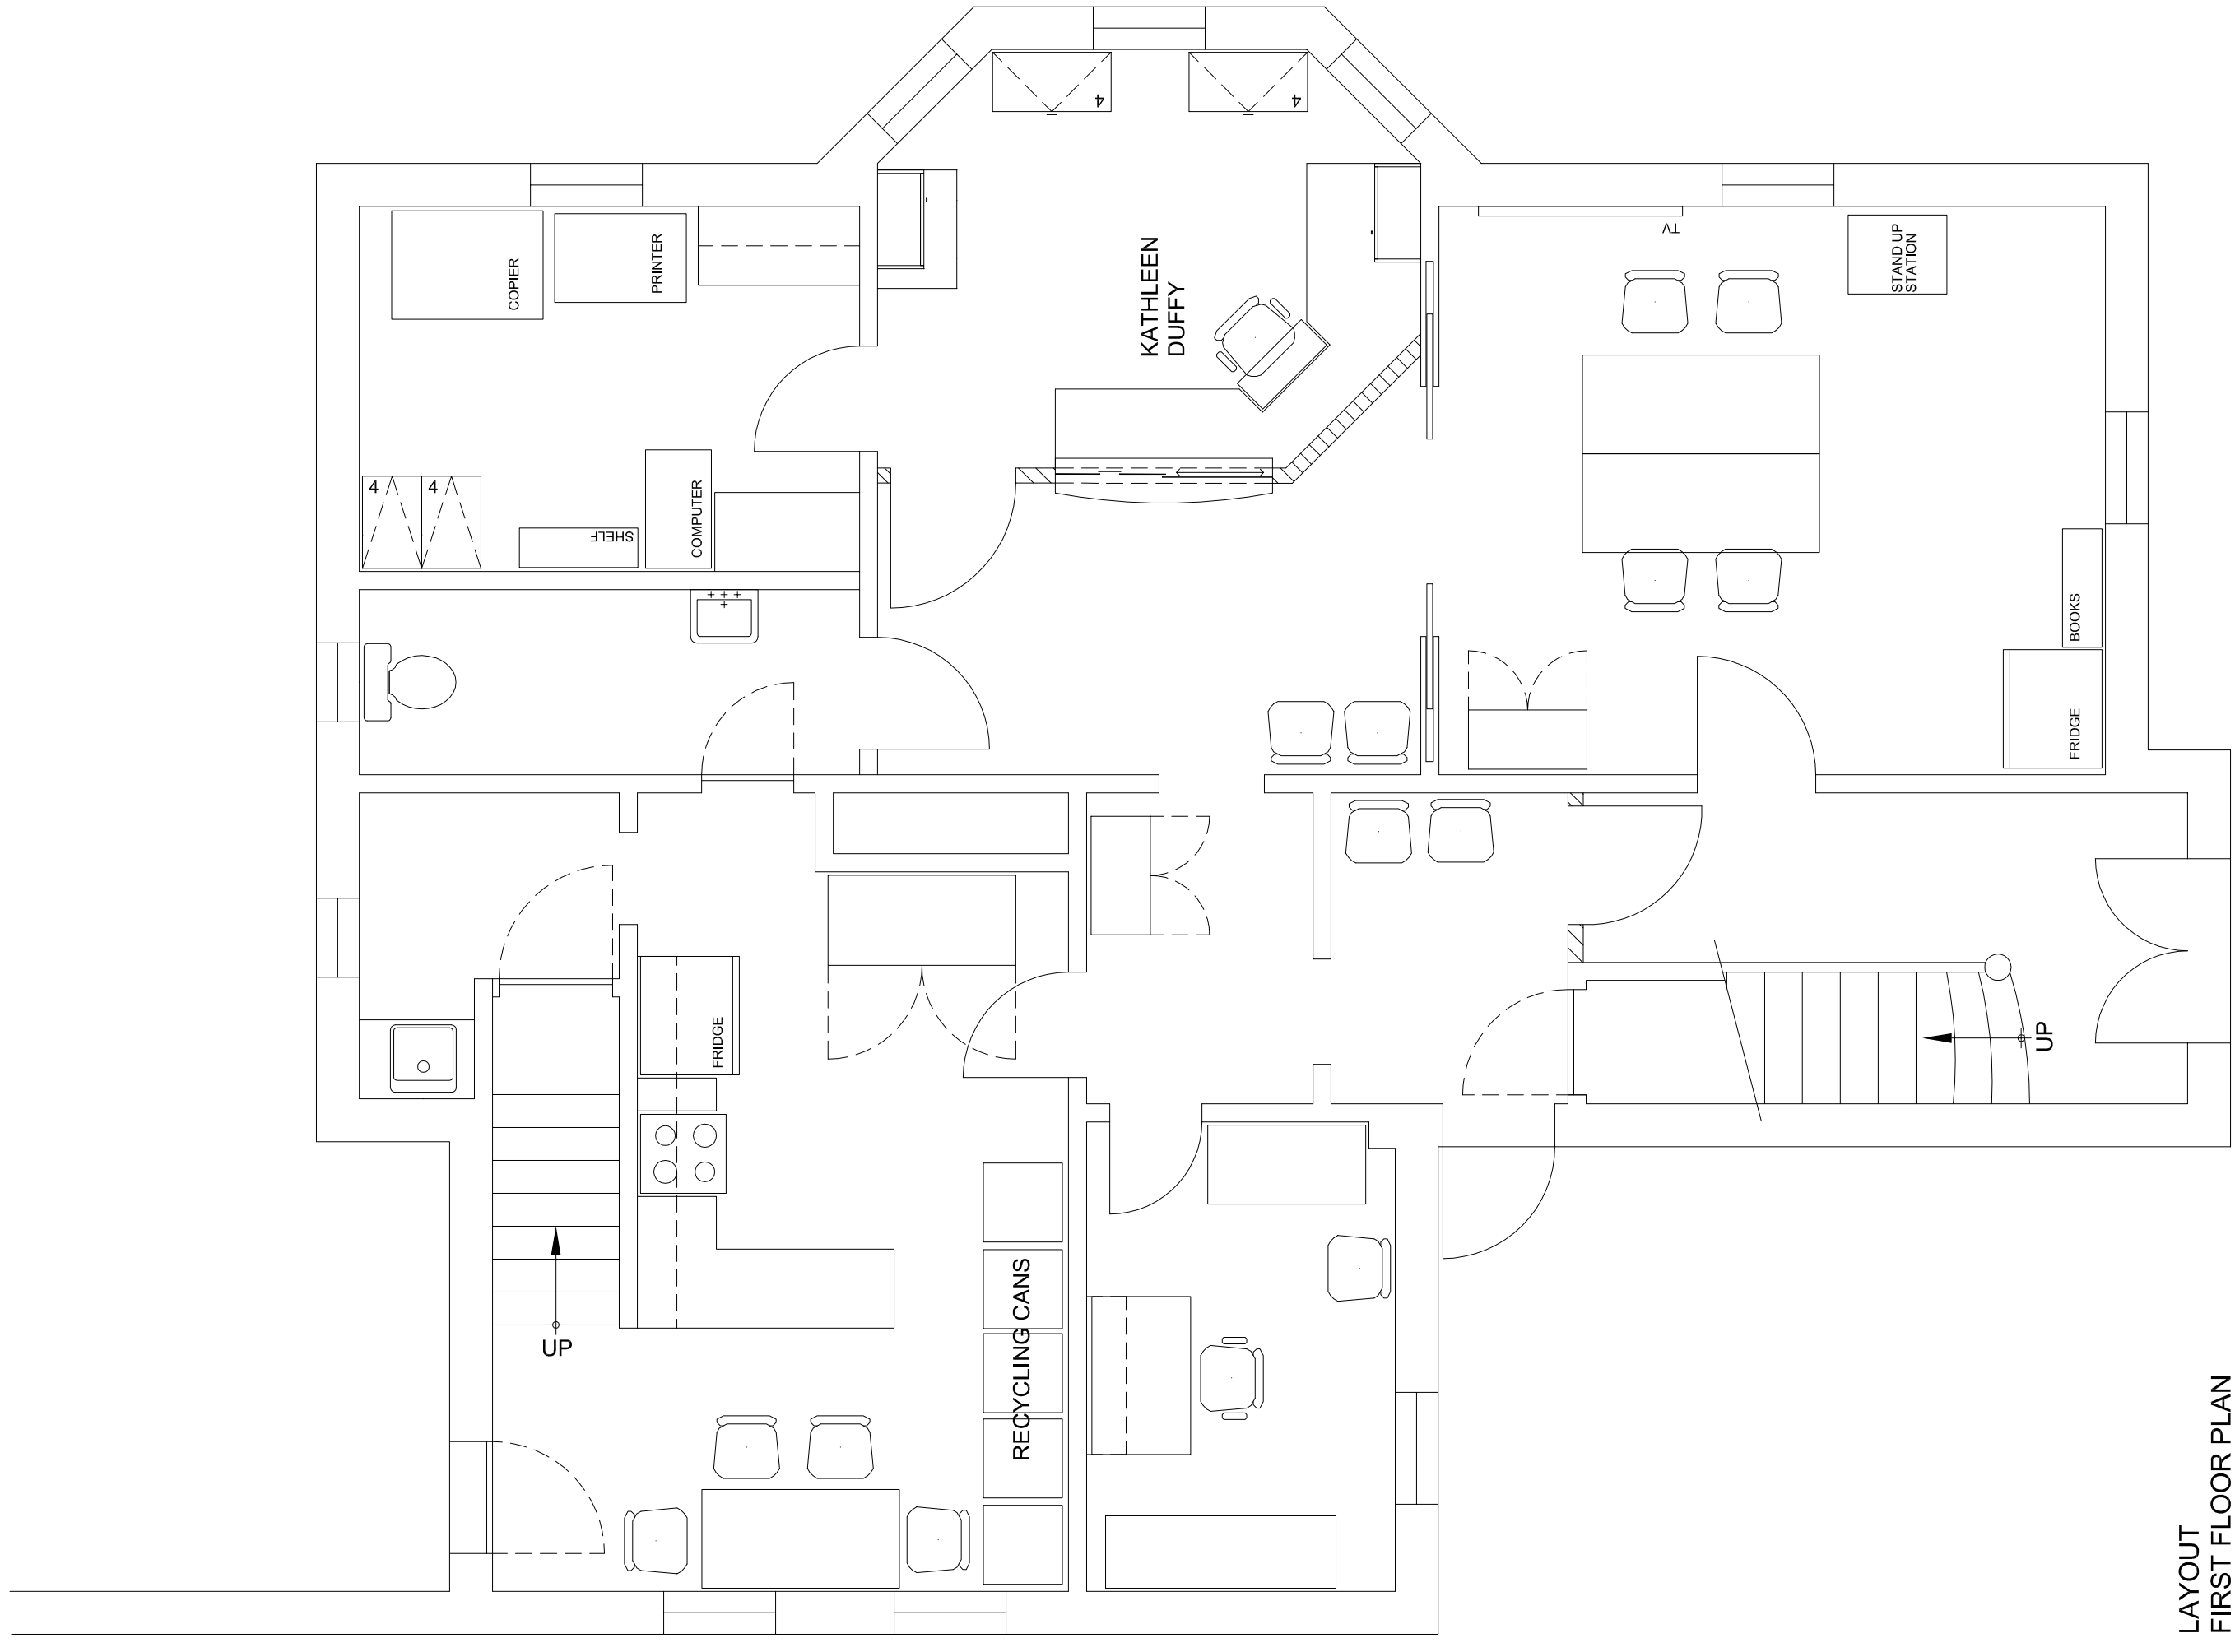 4
4
COPIER
PRINTER
KATHLEEN
DUFFY
TV
STAND UP
STATION
4
4
SHELF
COMPUTER
BOOKS
FRIDGE
FRIDGE
UP
UP
RECYCLING CANS
LAYOUT
FIRST FLOOR PLAN